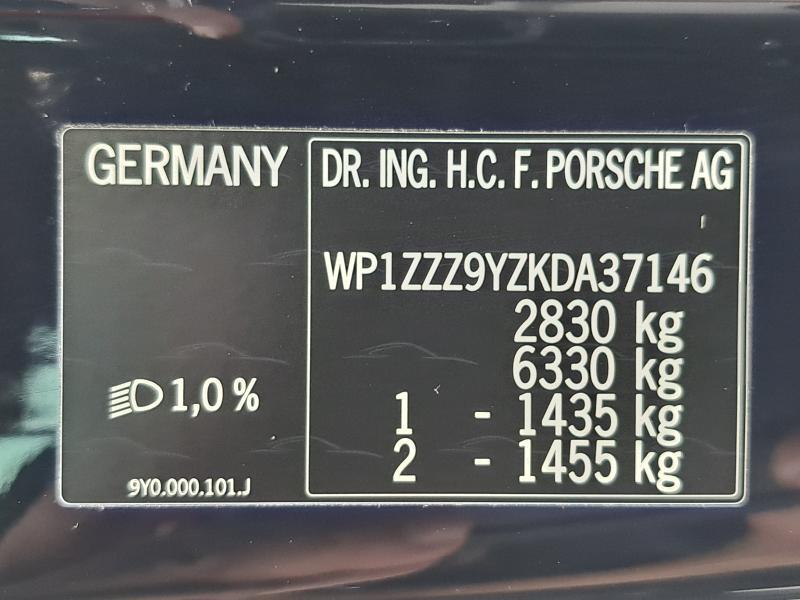 GERMANY
DR. ING. H.C. F. PORSCHE AG
WP1ZZZ9YZKDA37146
2830 kg
6330 kg
1 - 1435 kg
2 - 1455 kg
1,0 %
9Y0.000.101.J